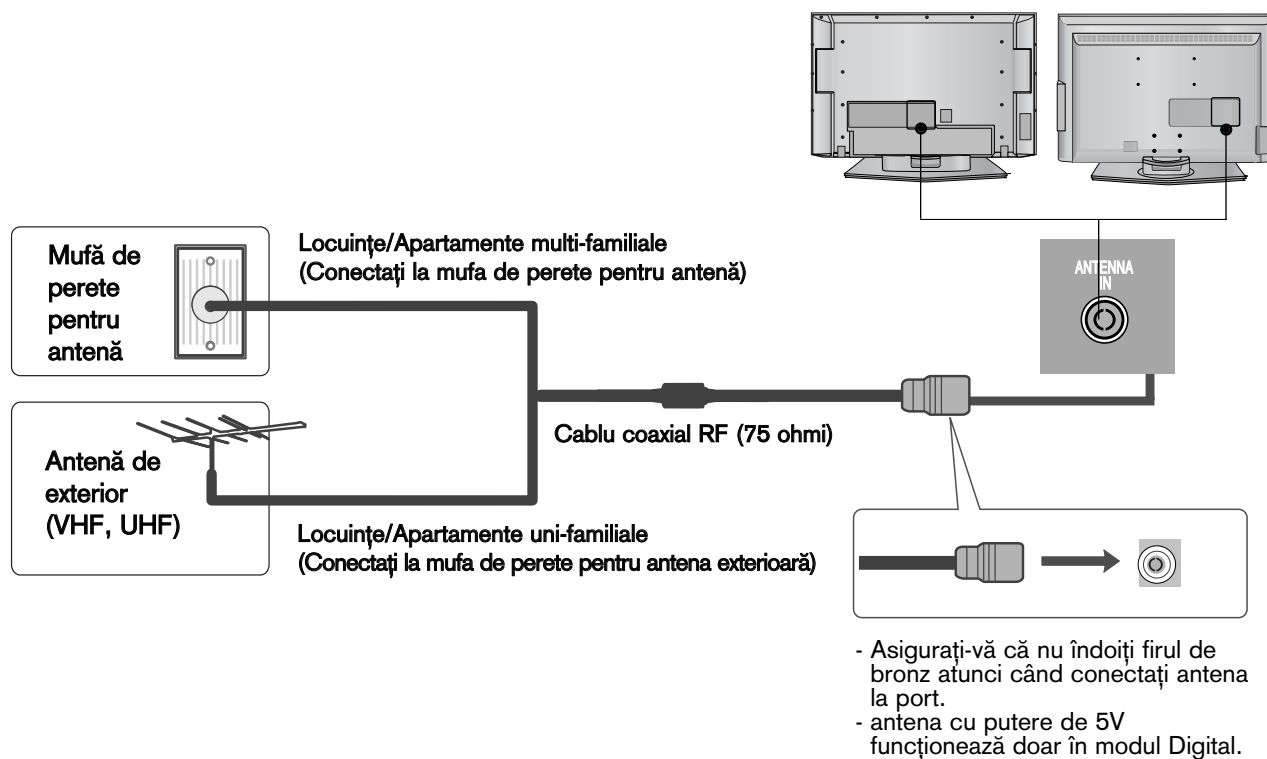 Mufă de
perete
pentru
antenă
Locuințe/Apartamente multi-familiale
(Conectați la mufa de perete pentru antenă)
ANTENNA
IN
Cablu coaxial RF (75 ohmi)
Antenă de
exterior
(VHF, UHF)
Locuințe/Apartamente uni-familiale
(Conectați la mufa de perete pentru antena exterioară)
- Asigurați-vă că nu îndoiți firul de
bronz atunci când conectați antena
la port.
- antena cu putere de 5V
funcționează doar în modul Digital.